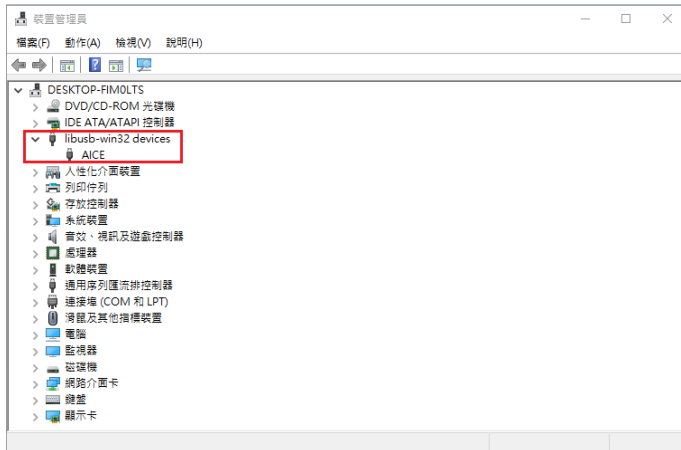 裝置管理員
檔案(F) 動作(A) 檢視(V) 說明(H)
DESKTOP-FIM0LTS
DVD/CD-ROM 光碟機
IDE ATA/ATAPI 控制器
libusb-win32 devices
AICE
人性化介面裝置
列印佇列
存放控制器
系統裝置
音效、視訊及遊戲控制器
處理器
軟體裝置
通用序列匯流排控制器
連接埠 (COM 和 LPT)
滑鼠及其他指標裝置
電腦
監視器
磁碟機
網路介面卡
鍵盤
顯示卡